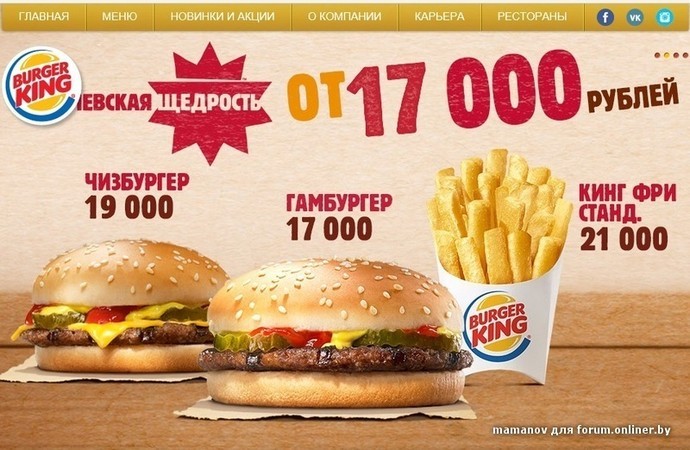 ГЛАВНАЯ МЕНЮ НОВИНКИ И АКЦИИ О КОМПАНИИ КАРЬЕРА РЕСТОРАНЫ
BURGER
KING
ЛЕВСКАЯ ЩЕДРОСТЬ
ОТ 17 000 РУБЛЕЙ
ЧИЗБУРГЕР
19 000
ГАМБУРГЕР
17 000
КИНГ ФРИ
СТАНД.
21 000
BURGER
KING
mamanov для forum.onliner.by